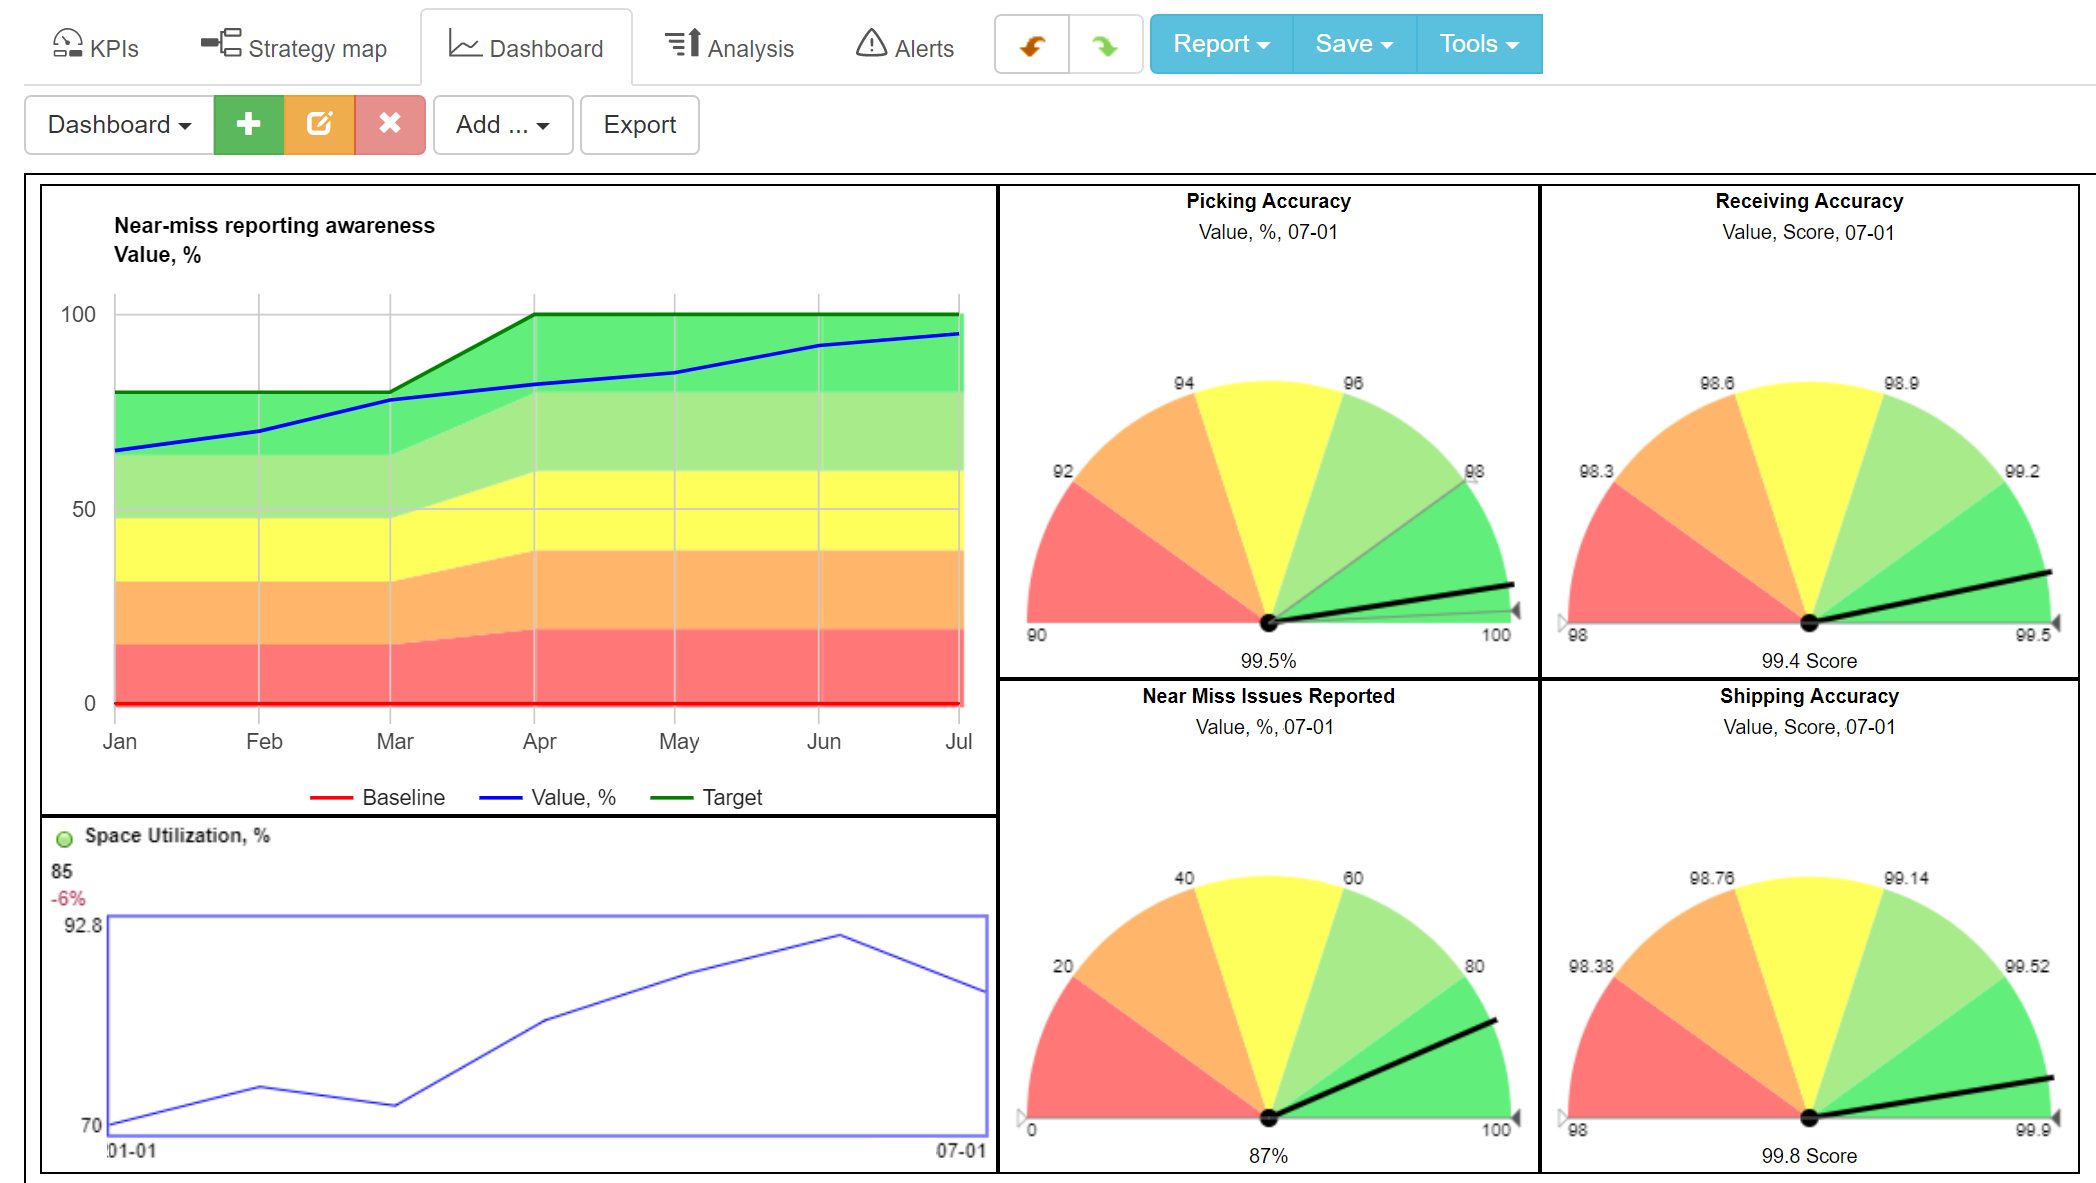 KPIs Strategy map Dashboard Analysis Alerts Report Save Tools
Dashboard Add ... Export
Near-miss reporting awareness
Value, %
100
50
0
Jan Feb Mar Apr May Jun Jul
Baseline Value, % Target
Space Utilization, %
85
-6%
92.8
70
01-01 07-01
Picking Accuracy
Value, %, 07-01
94 96
92 98
90 100
99.5%
Receiving Accuracy
Value, Score, 07-01
98.6 98.9
98.3 99.2
98 99.5
99.4 Score
Near Miss Issues Reported
Value, %, 07-01
40 60
20 80
0 100
87%
Shipping Accuracy
Value, Score, 07-01
98.76 99.14
98.38 99.52
98 99.9
99.8 Score